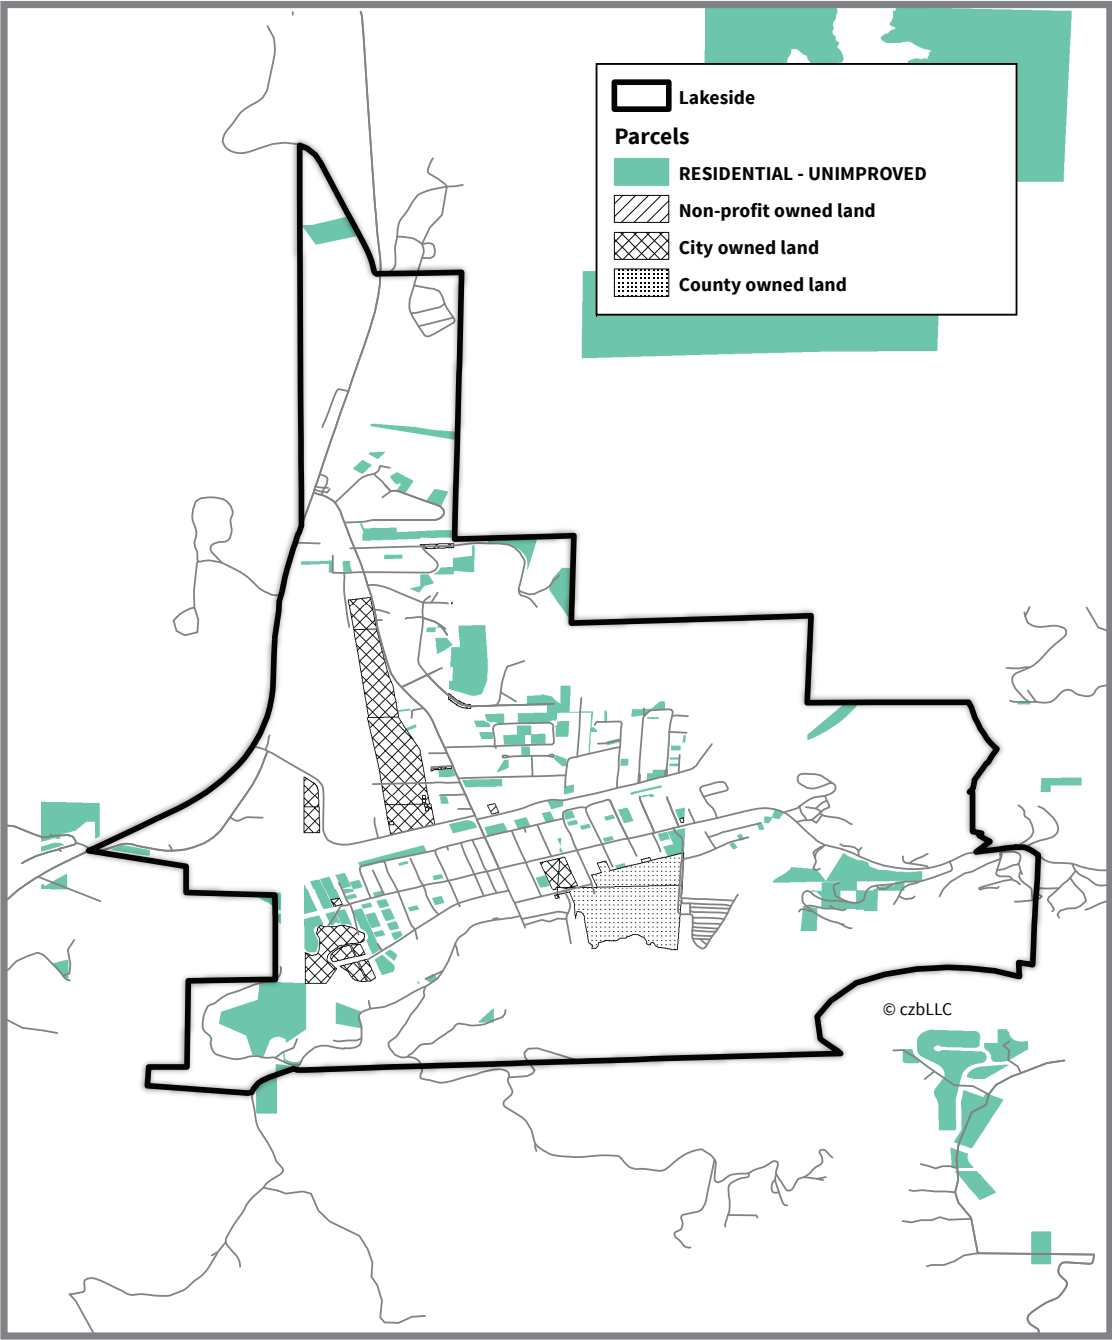 Lakeside
Parcels
RESIDENTIAL - UNIMPROVED
Non-profit owned land
City owned land
County owned land
© czbLLC